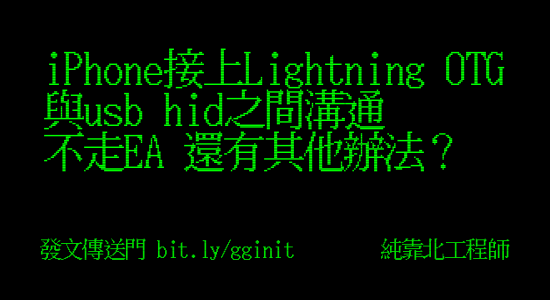 iPhone接上Lightning OTG
與usb hid之間溝通
不走EA 還有其他辦法？
發文傳送門 bit.ly/gginit 純靠北工程師